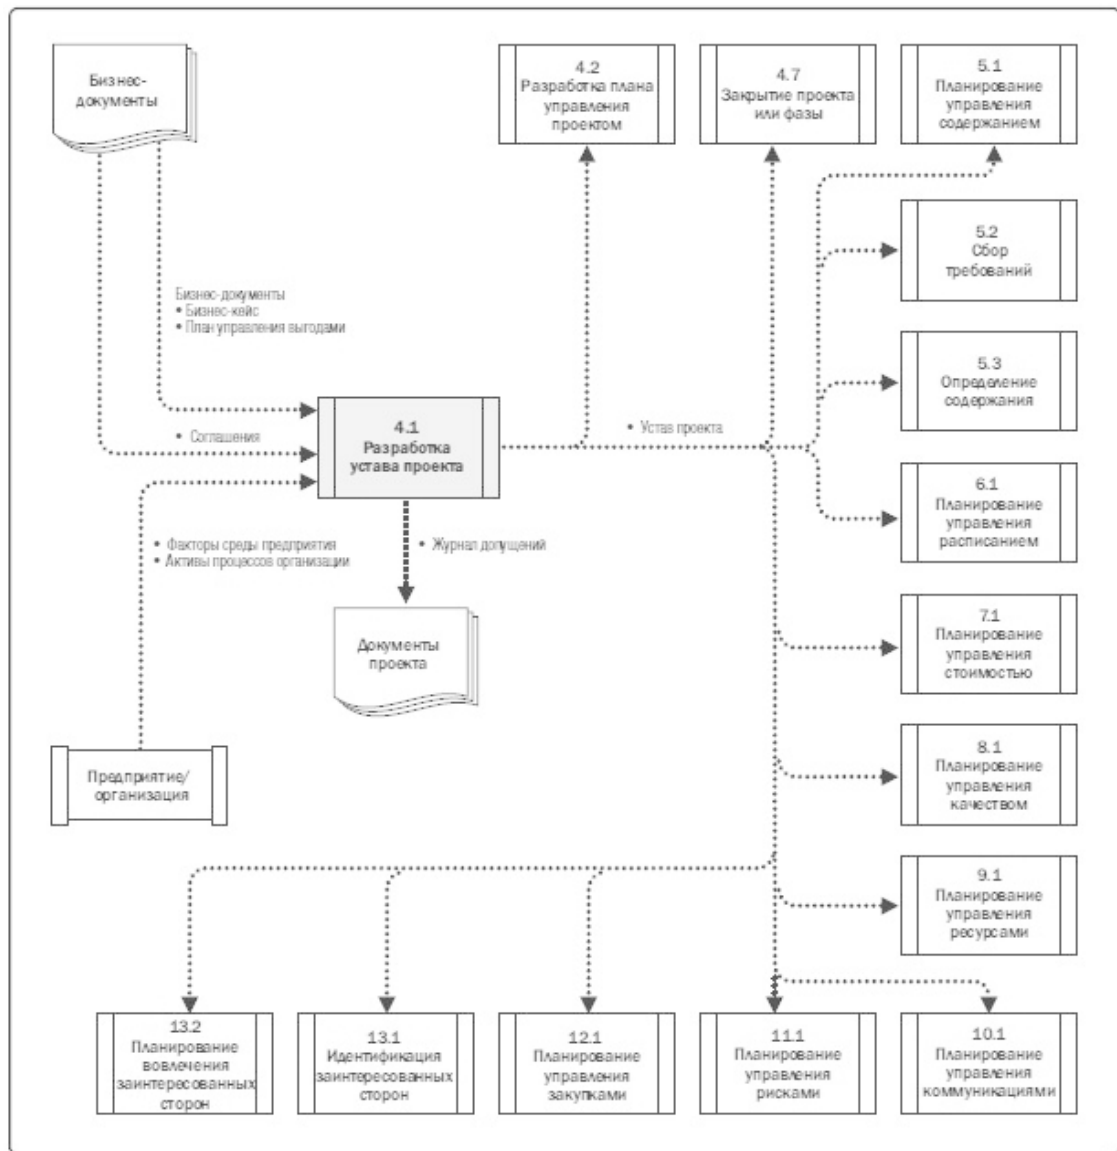 Бизнес-
документы
4.2
Разработка плана
управления
проектом
4.7
Закрытие проекта
или фазы
5.1
Планирование
управления
содержанием
5.2
Сбор
требований
Бизнес-документы
• Бизнес-кейс
• План управления выгодами
5.3
Определение
содержания
• Соглашения
4.1
Разработка
устава проекта
• Устав проекта
6.1
Планирование
управления
расписанием
• Факторы среды предприятия
• Активы процессов организации
• Журнал допущений
Документы
проекта
7.1
Планирование
управления
стоимостью
Предприятие/
организация
8.1
Планирование
управления
качеством
9.1
Планирование
управления
ресурсами
13.2
Планирование
вовлечения
заинтересованных
сторон
13.1
Идентификация
заинтересованных
сторон
12.1
Планирование
управления
закупками
11.1
Планирование
управления
рисками
10.1
Планирование
управления
коммуникациями